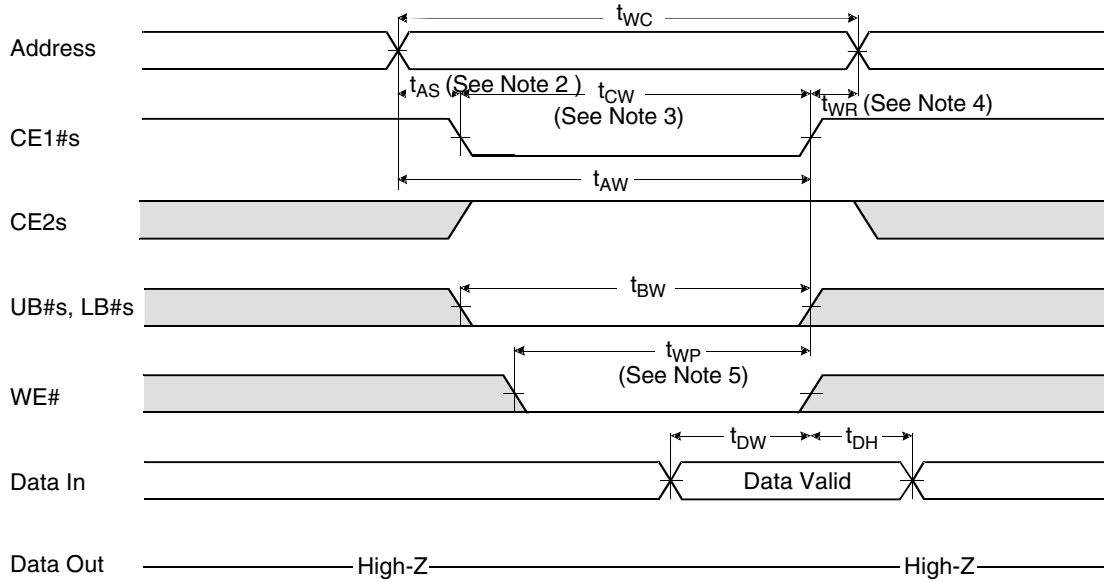 tWC
Address
tAS (See Note 2 )
tCW
(See Note 3)
tWR (See Note 4)
CE1#s
tAW
CE2s
tBW
UB#s, LB#s
tWP
(See Note 5)
WE#
tDW
tDH
Data In
Data Valid
Data Out
High-Z
High-Z